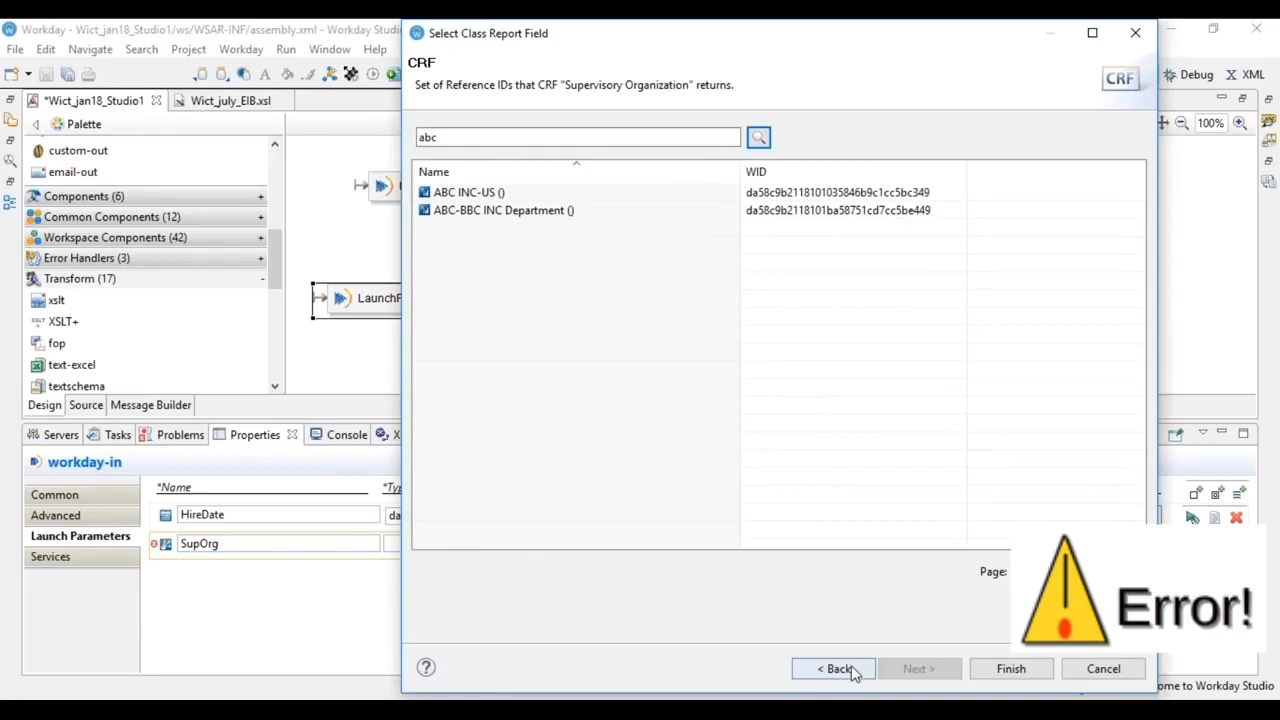 Workday - Wict_jan18_Studio1/ws/WSAR-INF/assembly.xml - Workday Studio
File Edit Navigate Search Project Workday Run Window Help
Debug XML
*Wict_jan18_Studio1 Wict_july_EIB.xsl
Palette
100%
custom-out
email-out
Components (6) +
Common Components (12) +
Workspace Components (42) +
Error Handlers (3) +
Transform (17) -
xslt
XSLT+
fop
text-excel
textschema
LaunchP
Design Source Message Builder
Servers Tasks Problems Properties Console X
workday-in
Common
Advanced
Launch Parameters
Services
*Name *Typ
HireDate da
SupOrg
Select Class Report Field
CRF
Set of Reference IDs that CRF "Supervisory Organization" returns.
CRF
abc
Name WID
ABC INC-US () da58c9b2118101035846b9c1cc5bc349
ABC-BBC INC Department () da58c9b2118101ba58751cd7cc5be449
Page:
Error!
? < Back Next > Finish Cancel
ome to Workday Studio